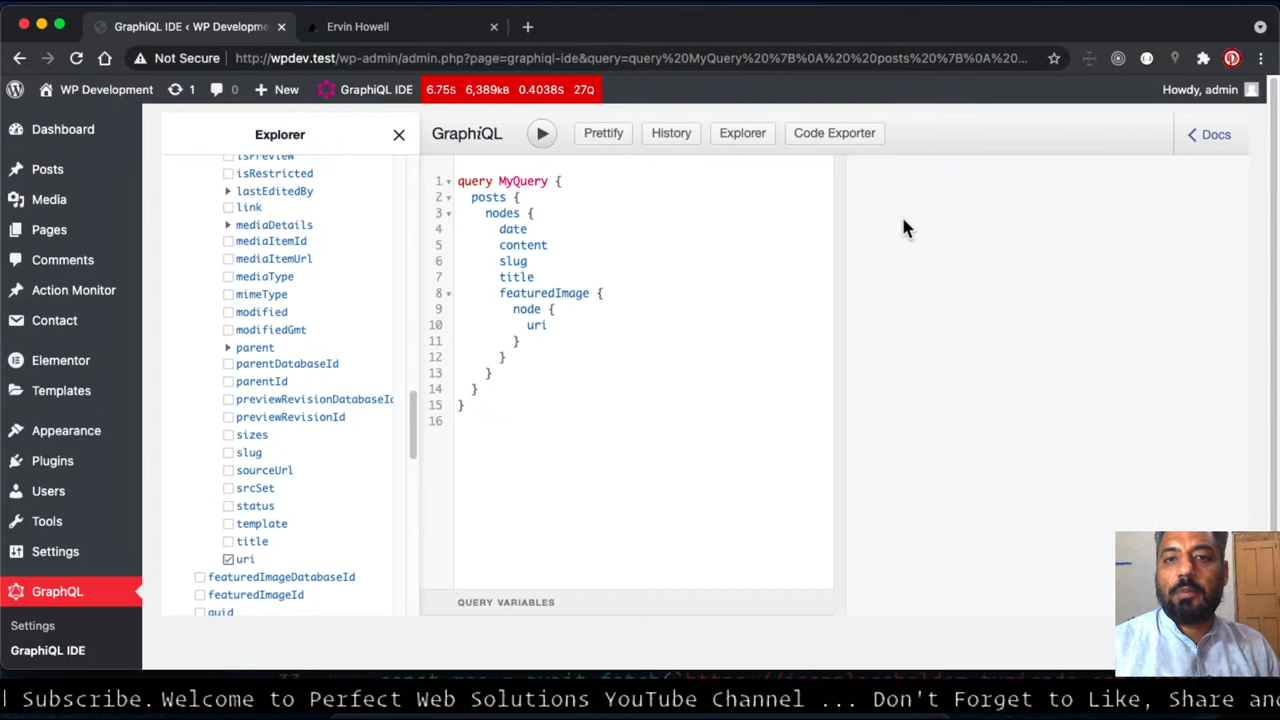 GraphiQL IDE ‹ WP Developme
Ervin Howell
Not Secure
http://wpdev.test/wp-admin/admin.php?page=graphiql-ide&query=query%20MyQuery%20%7B%0A%20%20posts%20%7B%0A%20...
WP Development
1
0
New
GraphiQL IDE
6.75S 6,389KB 0.4038S 27Q
Howdy, admin
Dashboard
Posts
Media
Pages
Comments
Action Monitor
Contact
Elementor
Templates
Appearance
Plugins
Users
Tools
Settings
GraphQL
Settings
GraphiQL IDE
Explorer
isPreview
isRestricted
lastEditedBy
link
mediaDetails
mediaItemId
mediaItemUrl
mediaType
mimeType
modified
modifiedGmt
parent
parentDatabaseId
parentId
previewRevisionDatabaseId
previewRevisionId
sizes
slug
sourceUrl
srcSet
status
template
title
uri
featuredImageDatabaseId
featuredImageId
guid
GraphiQL
Prettify
History
Explorer
Code Exporter
Docs
1 query MyQuery {
2 posts {
3 nodes {
4 date
5 content
6 slug
7 title
8 featuredImage {
9 node {
10 uri
11 }
12 }
13 }
14 }
15 }
16
QUERY VARIABLES
Subscribe.Welcome to Perfect Web Solutions YouTube Channel ... Don't Forget to Like, Share and